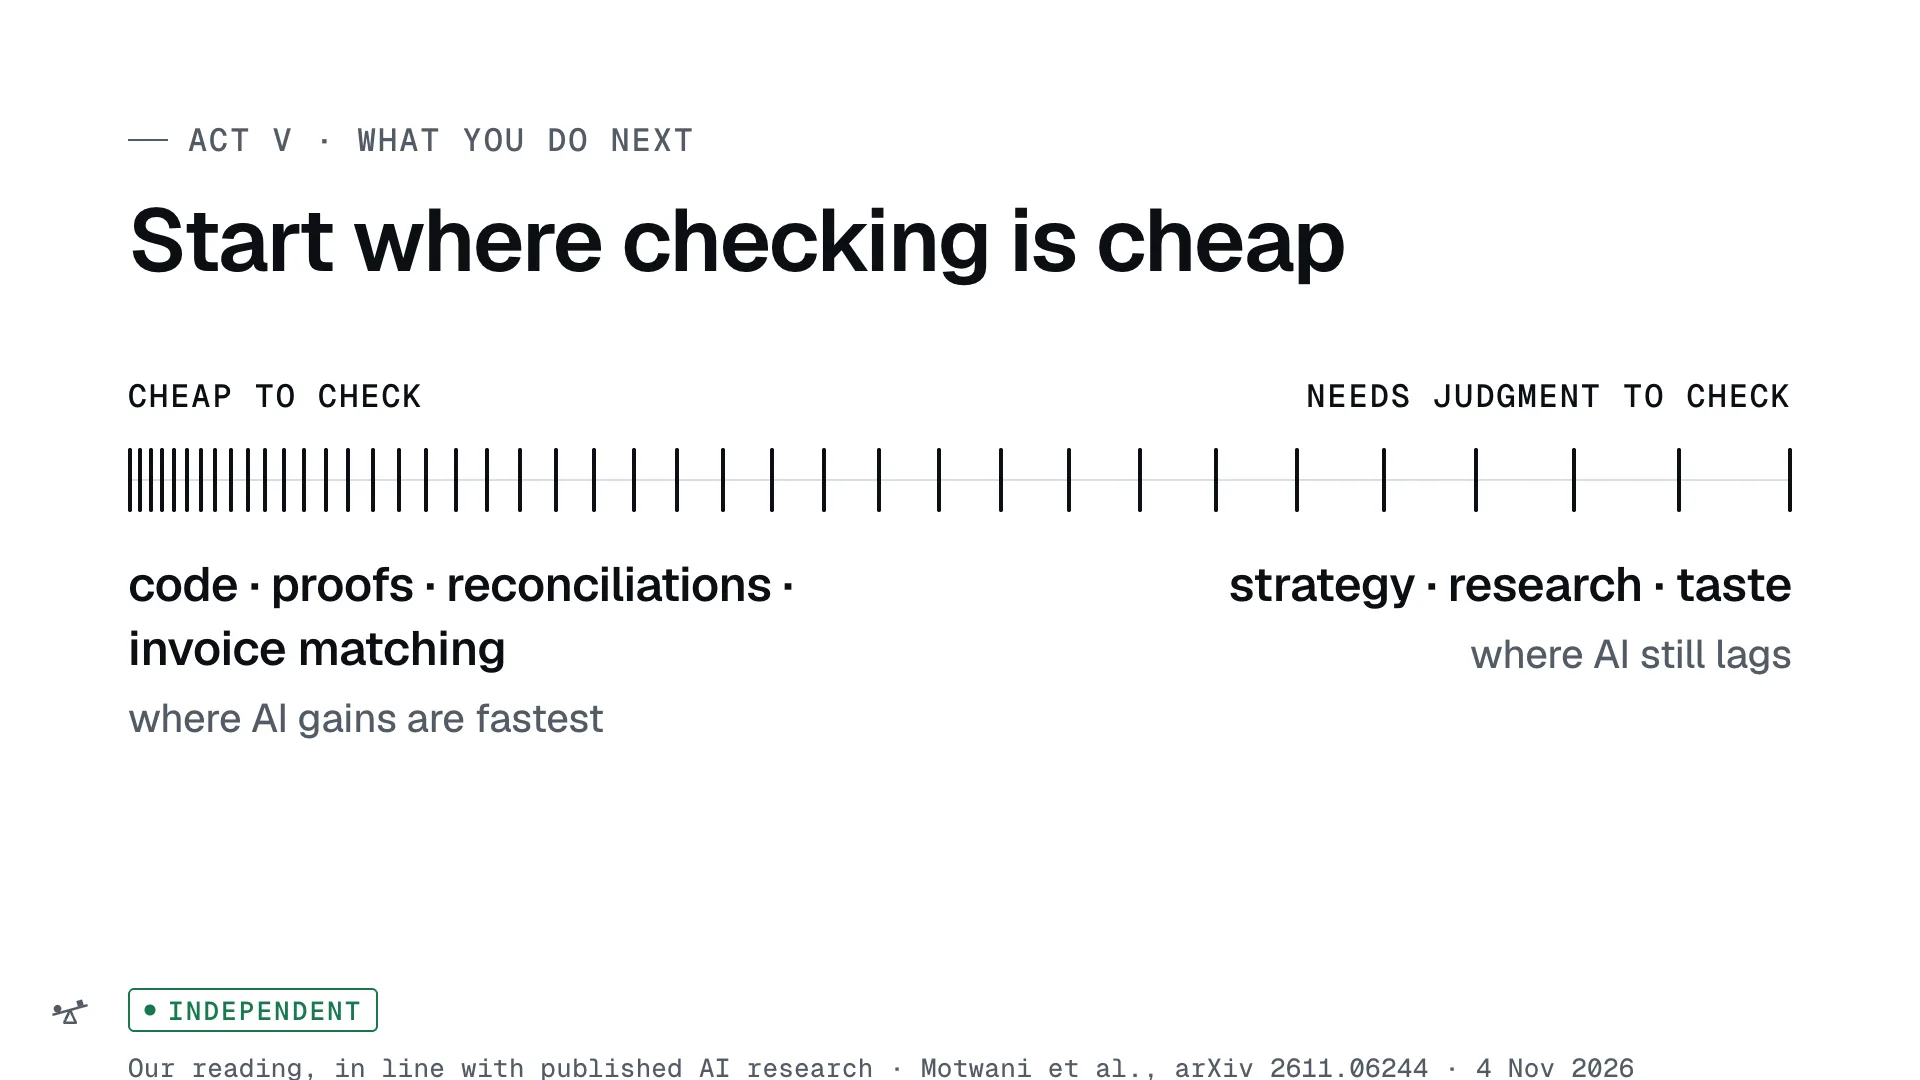 ACT V · WHAT YOU DO NEXT
Start where checking is cheap
CHEAP TO CHECK
NEEDS JUDGMENT TO CHECK
code · proofs · reconciliations ·
invoice matching
where AI gains are fastest
strategy · research · taste
where AI still lags
INDEPENDENT
Our reading, in line with published AI research · Motwani et al., arXiv 2611.06244 · 4 Nov 2026